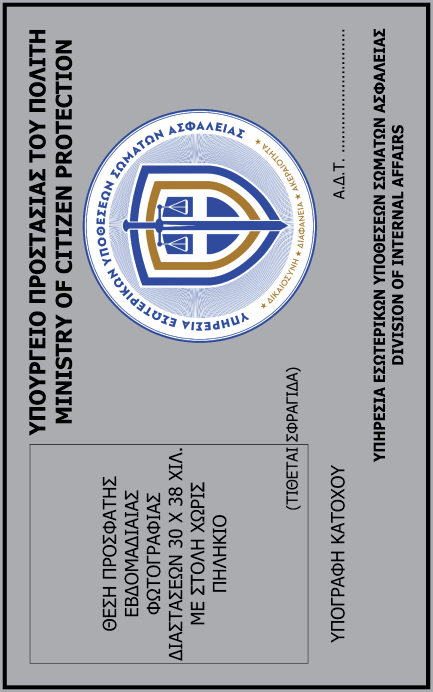 ΥΠΟΥΡΓΕΙΟ ΠΡΟΣΤΑΣΙΑΣ ΤΟΥ ΠΟΛΙΤΗ
MINISTRY OF CITIZEN PROTECTION
ΥΠΗΡΕΣΙΑ ΕΣΩΤΕΡΙΚΩΝ ΥΠΟΘΕΣΕΩΝ ΣΩΜΑΤΩΝ ΑΣΦΑΛΕΙΑΣ
★ ΔΙΚΑΙΟΣΥΝΗ ★ ΔΙΑΦΑΝΕΙΑ ★ ΑΚΕΡΑΙΟΤΗΤΑ ★
ΘΕΣΗ ΠΡΟΣΦΑΤΗΣ
ΕΒΔΟΜΑΔΙΑΙΑΣ
ΦΩΤΟΓΡΑΦΙΑΣ
ΔΙΑΣΤΑΣΕΩΝ 30 Χ 38 ΧΙΛ.
ΜΕ ΣΤΟΛΗ ΧΩΡΙΣ
ΠΗΛΗΚΙΟ
(ΤΙΘΕΤΑΙ ΣΦΡΑΓΙΔΑ)
ΥΠΟΓΡΑΦΗ ΚΑΤΟΧΟΥ
Α.Δ.Τ. ..............................
ΥΠΗΡΕΣΙΑ ΕΣΩΤΕΡΙΚΩΝ ΥΠΟΘΕΣΕΩΝ ΣΩΜΑΤΩΝ ΑΣΦΑΛΕΙΑΣ
DIVISION OF INTERNAL AFFAIRS